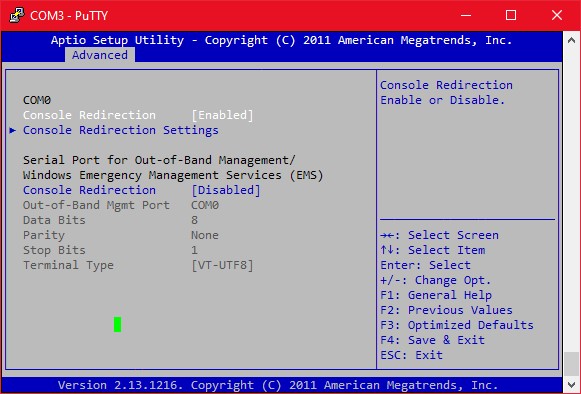 COM3 - PuTTY
Aptio Setup Utility - Copyright (C) 2011 American Megatrends, Inc.
Advanced
COM0
Console Redirection [Enabled]
► Console Redirection Settings
Serial Port for Out-of-Band Management/
Windows Emergency Management Services (EMS)
Console Redirection [Disabled]
Out-of-Band Mgmt Port COM0
Data Bits 8
Parity None
Stop Bits 1
Terminal Type [VT-UTF8]
Console Redirection
Enable or Disable.
→←: Select Screen
↑↓: Select Item
Enter: Select
+/-: Change Opt.
F1: General Help
F2: Previous Values
F3: Optimized Defaults
F4: Save & Exit
ESC: Exit
Version 2.13.1216. Copyright (C) 2011 American Megatrends, Inc.